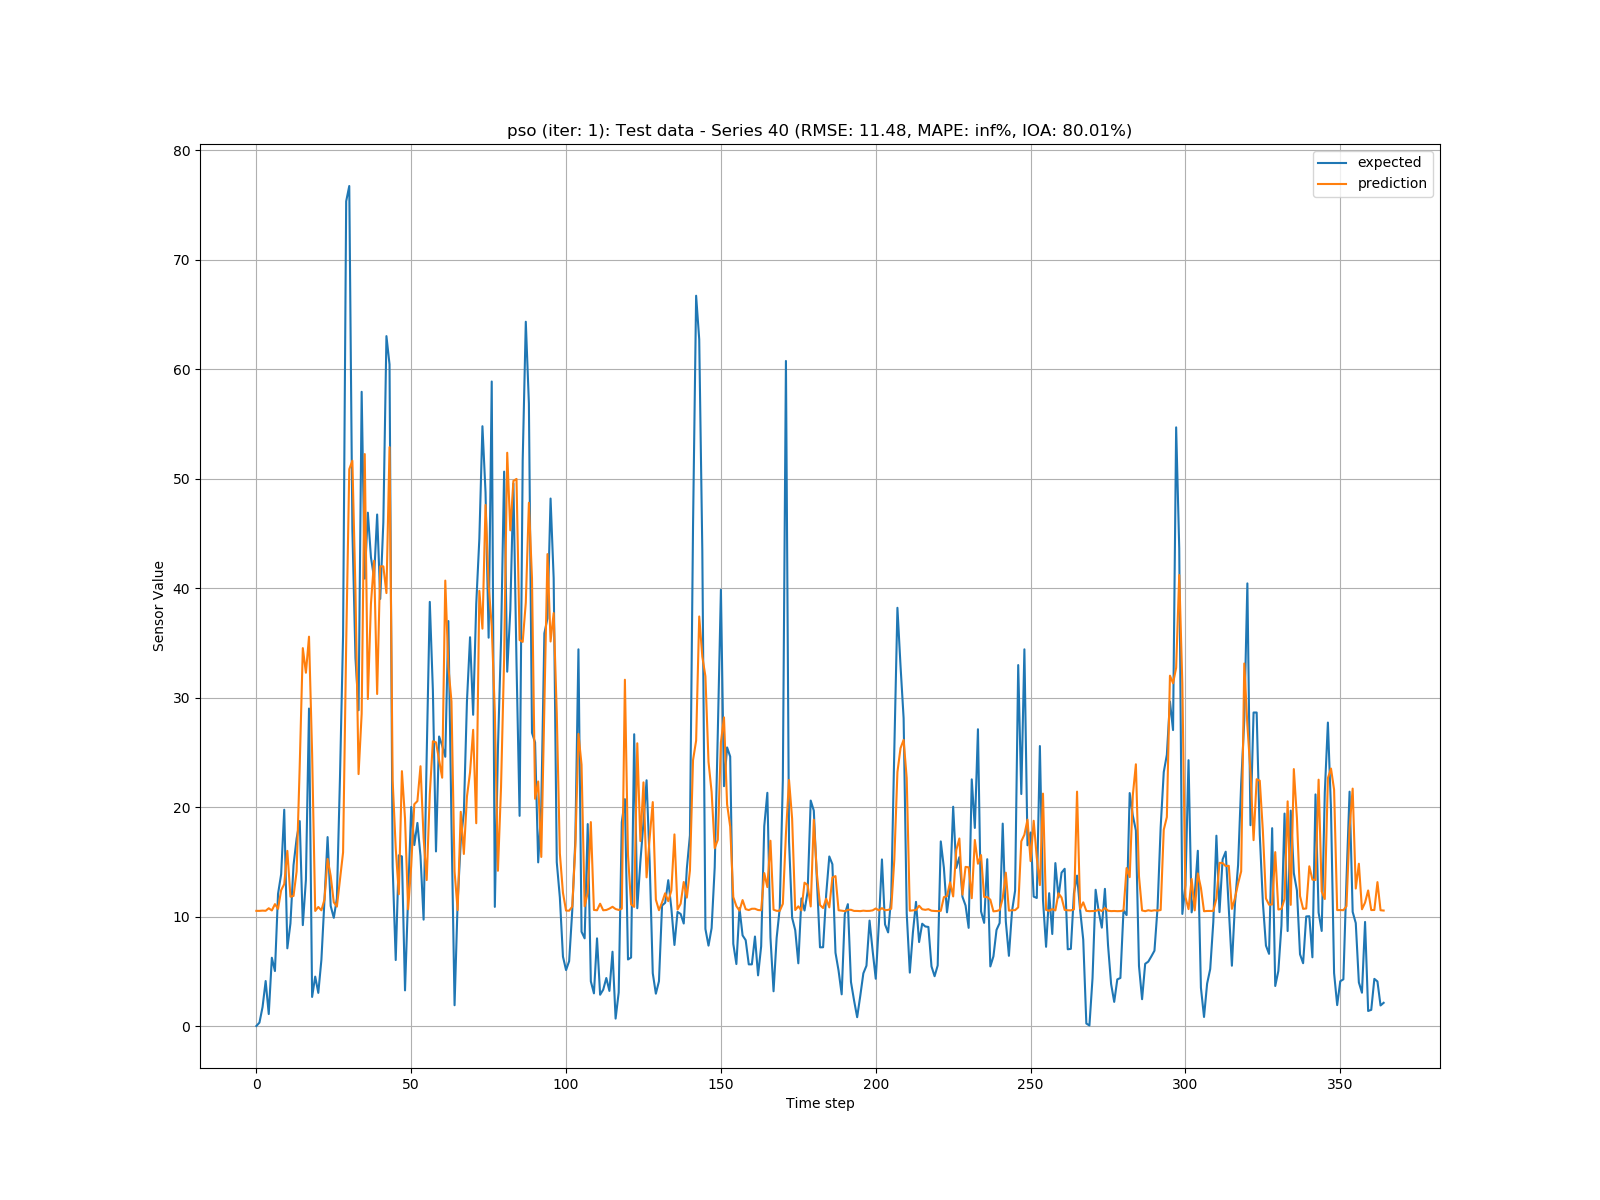 pso (iter: 1): Test data - Series 40 (RMSE: 11.48, MAPE: inf%, IOA: 80.01%)
expected
prediction
80
70
60
50
40
30
20
10
0
Sensor Value
0 50 100 150 200 250 300 350
Time step